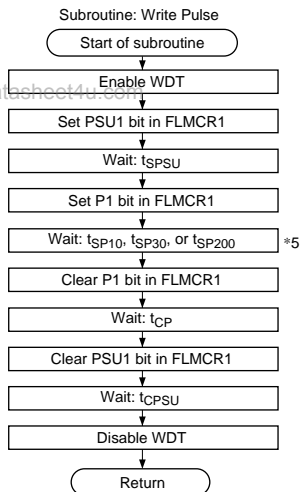 Subroutine: Write Pulse
Start of subroutine
Enable WDT
atasheet4u.com
Set PSU1 bit in FLMCR1
Wait: tSPSU
Set P1 bit in FLMCR1
Wait: tSP10, tSP30, or tSP200 *5
Clear P1 bit in FLMCR1
Wait: tCP
Clear PSU1 bit in FLMCR1
Wait: tCPSU
Disable WDT
Return